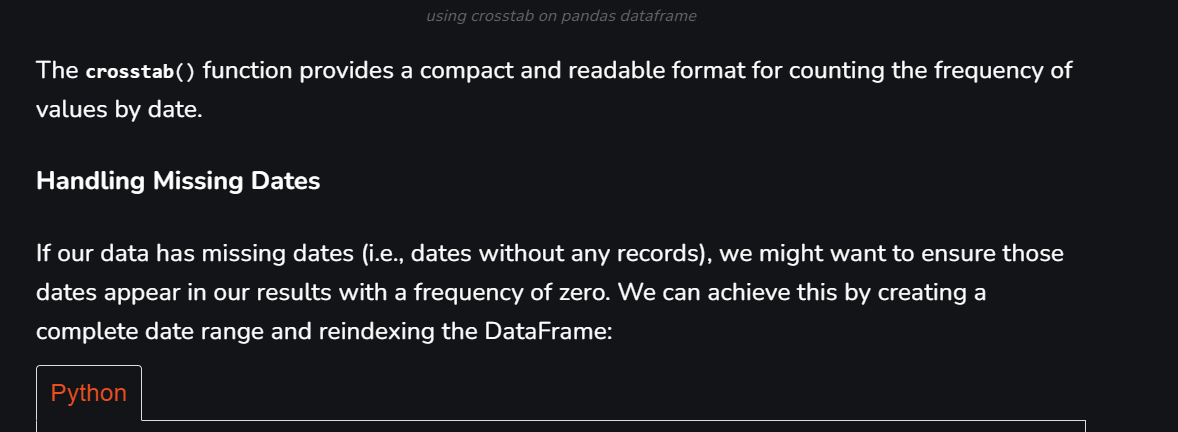 using crosstab on pandas dataframe
The crosstab() function provides a compact and readable format for counting the frequency of
values by date.
Handling Missing Dates
If our data has missing dates (i.e., dates without any records), we might want to ensure those
dates appear in our results with a frequency of zero. We can achieve this by creating a
complete date range and reindexing the DataFrame:
Python